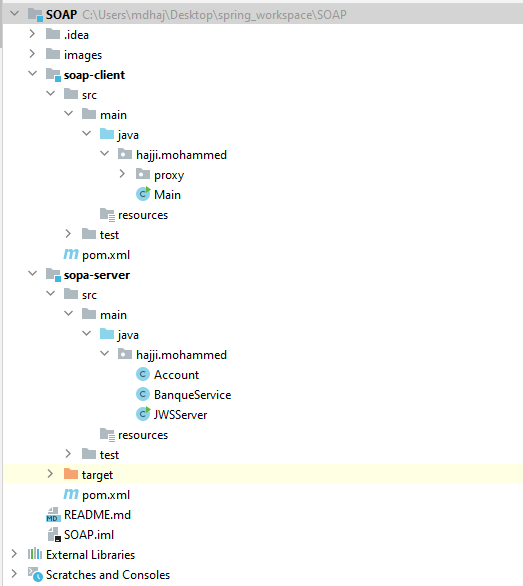 SOAP C:\Users\mdhaj\Desktop\spring_workspace\SOAP
.idea
images
soap-client
src
main
java
hajji.mohammed
proxy
Main
resources
test
pom.xml
sopa-server
src
main
java
hajji.mohammed
Account
BanqueService
JWSServer
resources
test
target
pom.xml
README.md
SOAP.iml
External Libraries
Scratches and Consoles